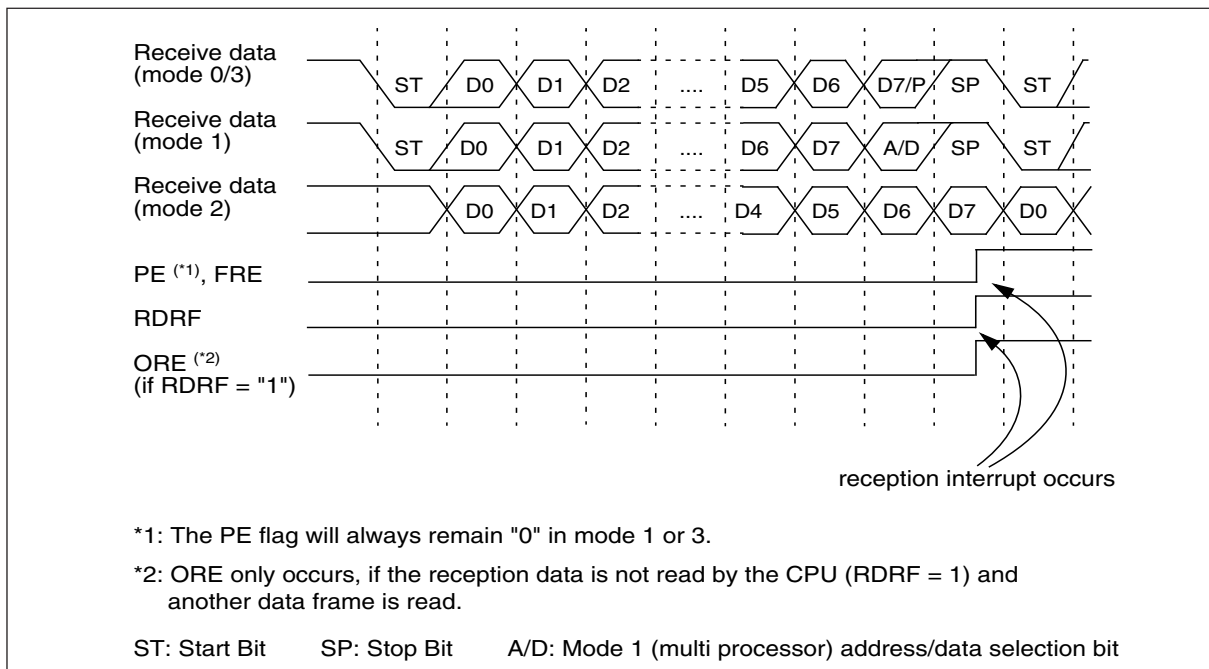 Receive data
(mode 0/3)
ST D0 D1 D2 .... D5 D6 D7/P SP ST
Receive data
(mode 1)
ST D0 D1 D2 .... D6 D7 A/D SP ST
Receive data
(mode 2)
D0 D1 D2 .... D4 D5 D6 D7 D0
PE (*1), FRE
RDRF
ORE (*2)
(if RDRF = "1")
reception interrupt occurs
*1: The PE flag will always remain "0" in mode 1 or 3.
*2: ORE only occurs, if the reception data is not read by the CPU (RDRF = 1) and
another data frame is read.
ST: Start Bit SP: Stop Bit A/D: Mode 1 (multi processor) address/data selection bit